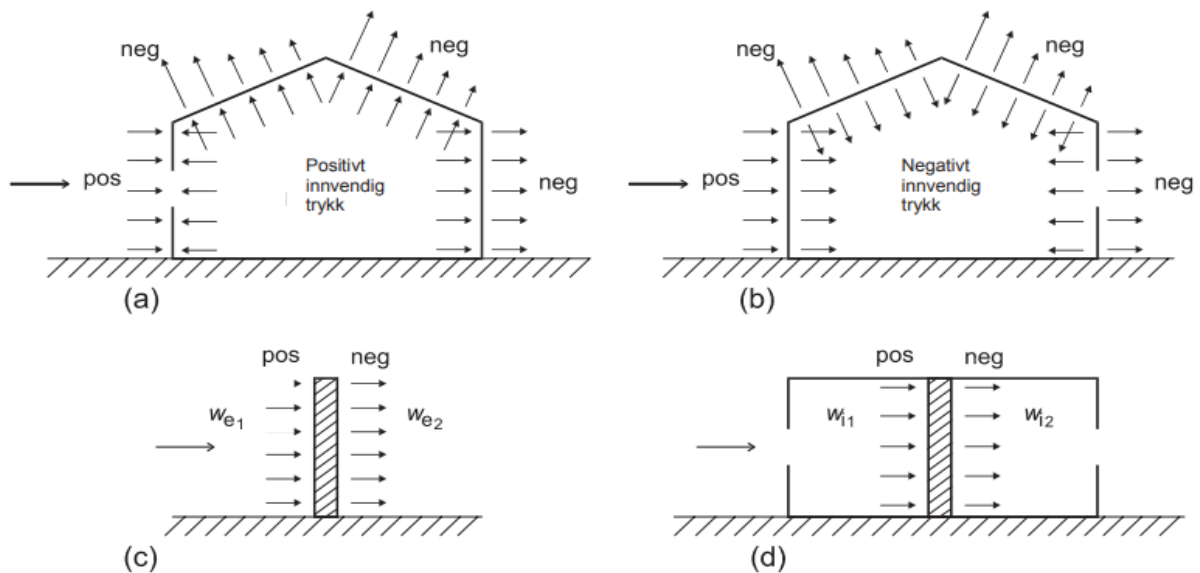 neg
neg
pos
Positivt
innvendig
trykk
neg
(a)
neg
neg
pos
Negativt
innvendig
trykk
neg
(b)
pos
neg
we1
we2
(c)
pos
neg
wi1
wi2
(d)